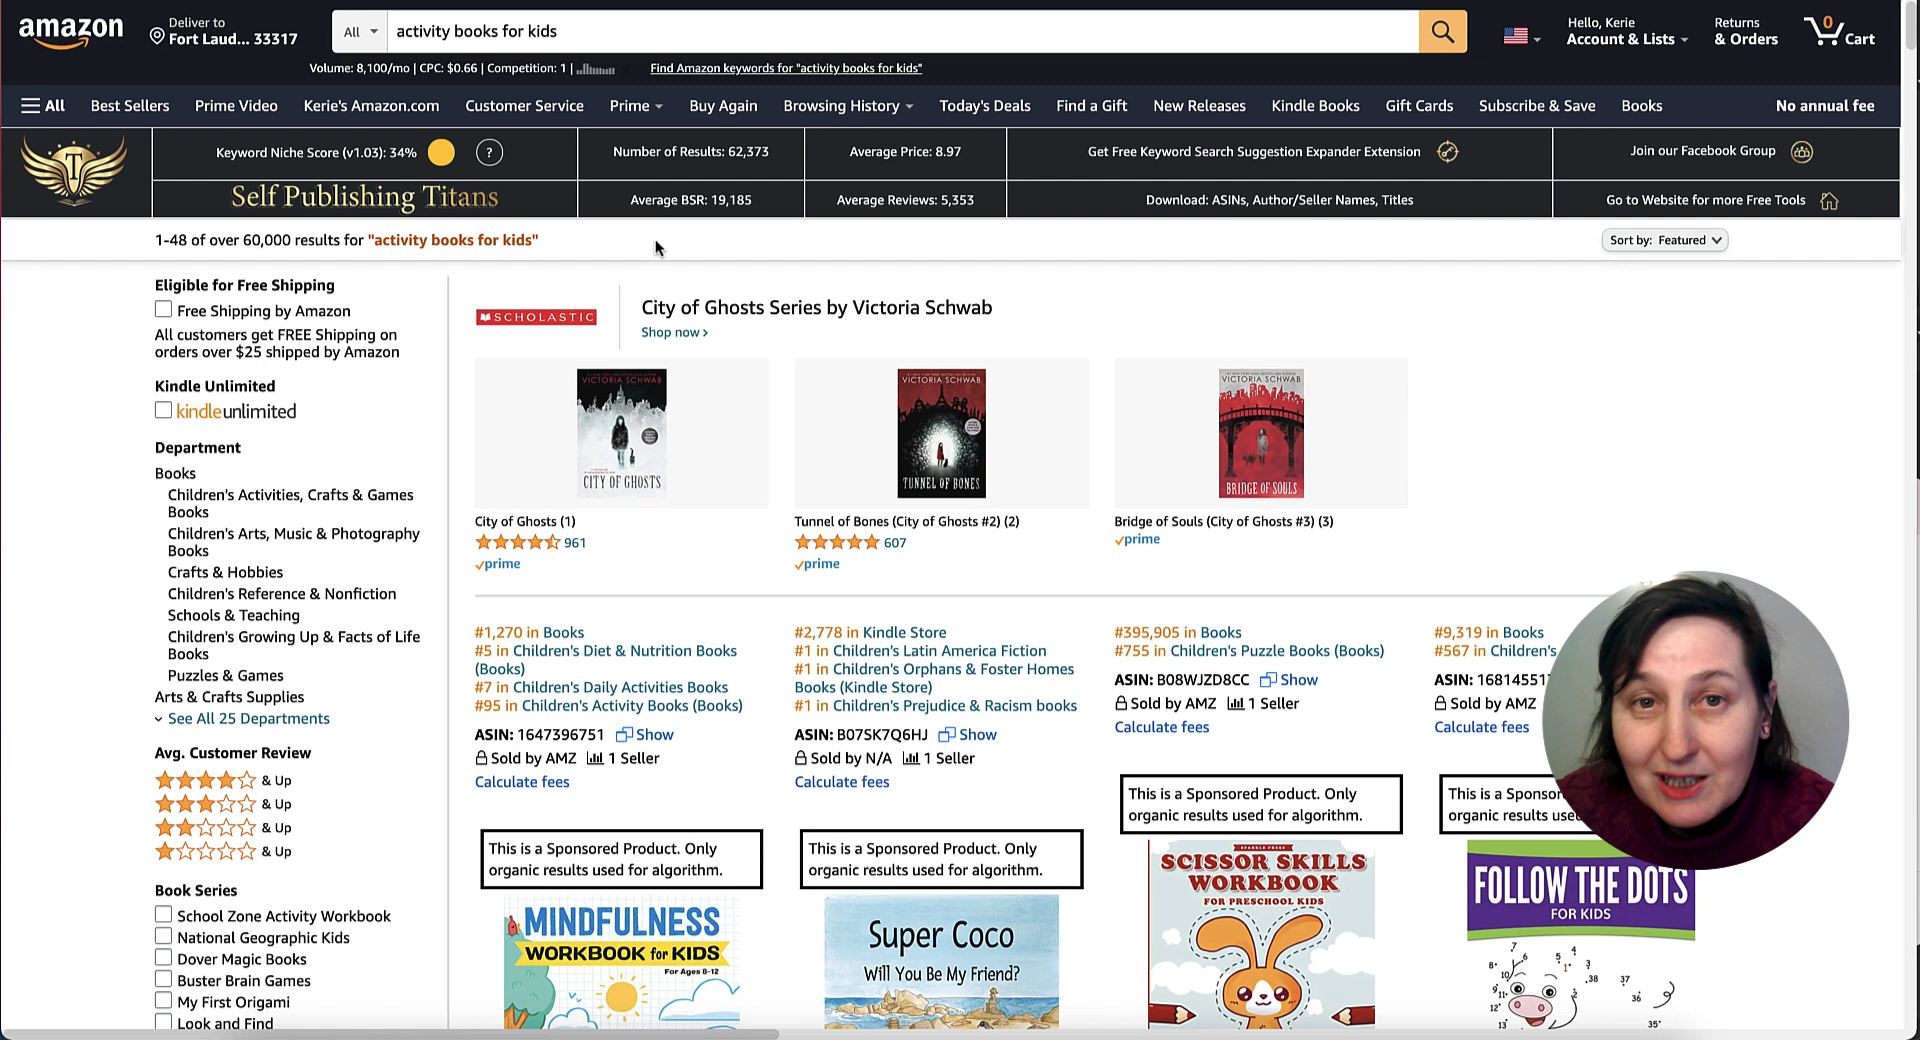 amazon
Deliver to
Fort Laud... 33317
All
activity books for kids
Hello, Kerie
Account & Lists
Returns
& Orders
0
Cart
Volume: 8,100/mo | CPC: $0.66 | Competition: 1 |
Find Amazon keywords for "activity books for kids"
All
Best Sellers
Prime Video
Kerie's Amazon.com
Customer Service
Prime
Buy Again
Browsing History
Today's Deals
Find a Gift
New Releases
Kindle Books
Gift Cards
Subscribe & Save
Books
No annual fee
T
Keyword Niche Score (v1.03): 34%
?
Number of Results: 62,373
Average Price: 8.97
Get Free Keyword Search Suggestion Expander Extension
Join our Facebook Group
Self Publishing Titans
Average BSR: 19,185
Average Reviews: 5,353
Download: ASINs, Author/Seller Names, Titles
Go to Website for more Free Tools
1-48 of over 60,000 results for "activity books for kids"
Sort by: Featured
Eligible for Free Shipping
Free Shipping by Amazon
All customers get FREE Shipping on
orders over $25 shipped by Amazon
Kindle Unlimited
kindleunlimited
Department
Books
Children's Activities, Crafts & Games
Books
Children's Arts, Music & Photography
Books
Crafts & Hobbies
Children's Reference & Nonfiction
Schools & Teaching
Children's Growing Up & Facts of Life
Books
Puzzles & Games
Arts & Crafts Supplies
See All 25 Departments
Avg. Customer Review
& Up
& Up
& Up
& Up
Book Series
School Zone Activity Workbook
National Geographic Kids
Dover Magic Books
Buster Brain Games
My First Origami
Look and Find
SCHOLASTIC
City of Ghosts Series by Victoria Schwab
Shop now ›
VICTORIA SCHWAB
CITY OF GHOSTS
VICTORIA SCHWAB
TUNNEL OF BONES
VICTORIA SCHWAB
BRIDGE OF SOULS
City of Ghosts (1)
961
prime
Tunnel of Bones (City of Ghosts #2) (2)
607
prime
Bridge of Souls (City of Ghosts #3) (3)
prime
#1,270 in Books
#5 in Children's Diet & Nutrition Books
(Books)
#7 in Children's Daily Activities Books
#95 in Children's Activity Books (Books)
ASIN: 1647396751 Show
Sold by AMZ 1 Seller
Calculate fees
This is a Sponsored Product. Only
organic results used for algorithm.
MINDFULNESS
WORKBOOK for KIDS
For Ages 8-12
#2,778 in Kindle Store
#1 in Children's Latin America Fiction
#1 in Children's Orphans & Foster Homes
Books (Kindle Store)
#1 in Children's Prejudice & Racism books
ASIN: B07SK7Q6HJ Show
Sold by N/A 1 Seller
Calculate fees
This is a Sponsored Product. Only
organic results used for algorithm.
Super Coco
Will You Be My Friend?
#395,905 in Books
#755 in Children's Puzzle Books (Books)
ASIN: B08WJZD8CC Show
Sold by AMZ 1 Seller
Calculate fees
This is a Sponsored Product. Only
organic results used for algorithm.
SCISSOR SKILLS
WORKBOOK
FOR PRESCHOOL KIDS
#9,319 in Books
#567 in Children's
ASIN: 16814551
Sold by AMZ
Calculate fees
This is a Sponsor
organic results used
FOLLOW THE DOTS
FOR KIDS